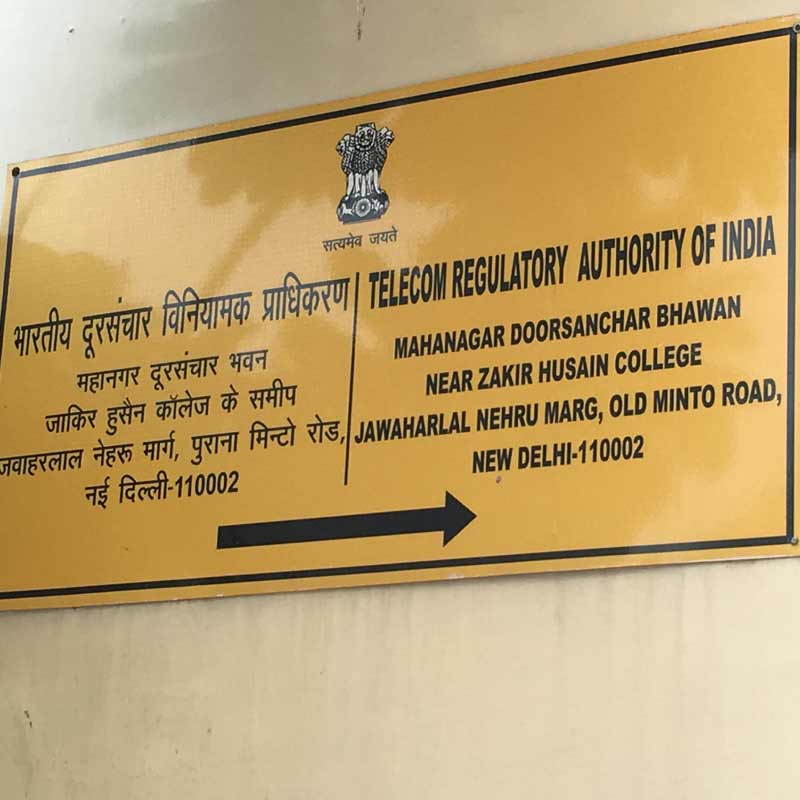 सत्यमेव जयते
भारतीय दूरसंचार विनियामक प्राधिकरण
महानगर दूरसंचार भवन
जाकिर हुसैन कॉलेज के समीप
जवाहरलाल नेहरू मार्ग, पुराना मिन्टो रोड,
नई दिल्ली-110002
TELECOM REGULATORY AUTHORITY OF INDIA
MAHANAGAR DOORSANCHAR BHAWAN
NEAR ZAKIR HUSAIN COLLEGE
JAWAHARLAL NEHRU MARG, OLD MINTO ROAD,
NEW DELHI-110002